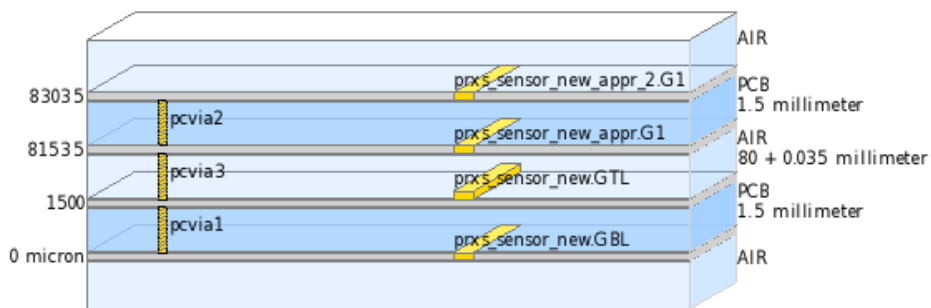 AIR
prxs_sensor_new_appr_2.G1
PCB
83035
1.5 millimeter
pcvia2
prxs_sensor_new_appr.G1
AIR
81535
80 + 0.035 millimeter
pcvia3
prxs_sensor_new.GTL
PCB
1500
1.5 millimeter
pcvia1
prxs_sensor_new.GBL
0 micron
AIR